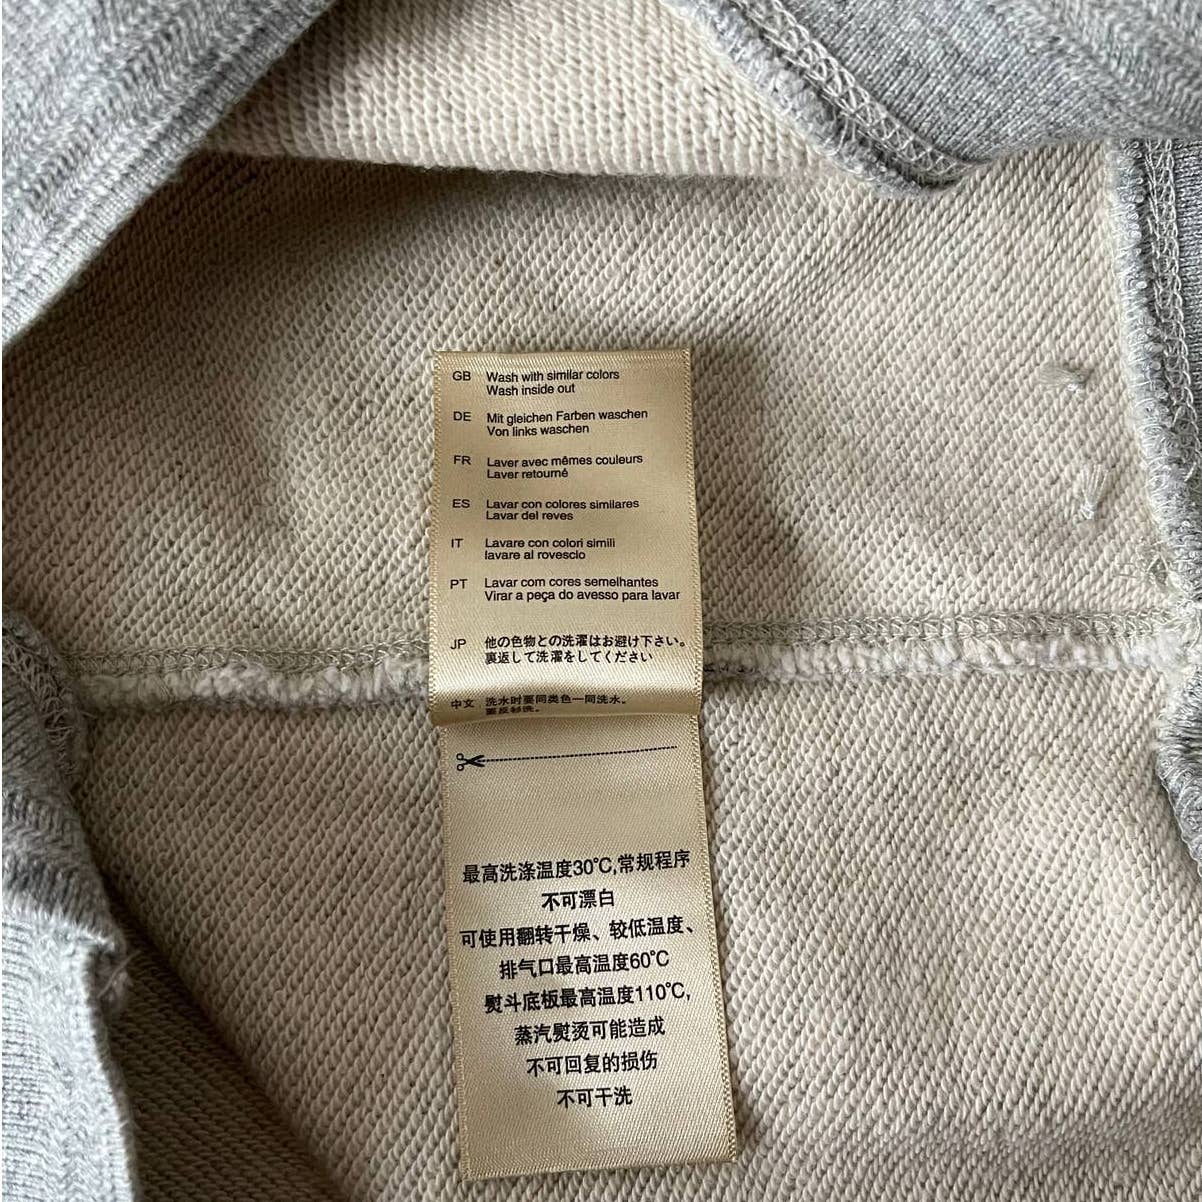 GB Wash with similar colors
Wash inside out
DE Mit gleichen Farben waschen
Von links waschen
FR Laver avec mêmes couleurs
Laver retourné
ES Lavar con colores similares
Lavar del reves
IT Lavare con colori simili
lavare al rovescio
PT Lavar com cores semelhantes
Virar a peça do avesso para lavar
JP 他の色物との洗濯はお避け下さい。
裏返して洗濯をしてください
中文 洗水时要同类色一同洗水。
要反衫洗。
最高洗涤温度30℃,常规程序
不可漂白
可使用翻转干燥、较低温度、
排气口最高温度60℃
熨斗底板最高温度110℃,
蒸汽熨烫可能造成
不可回复的损伤
不可干洗